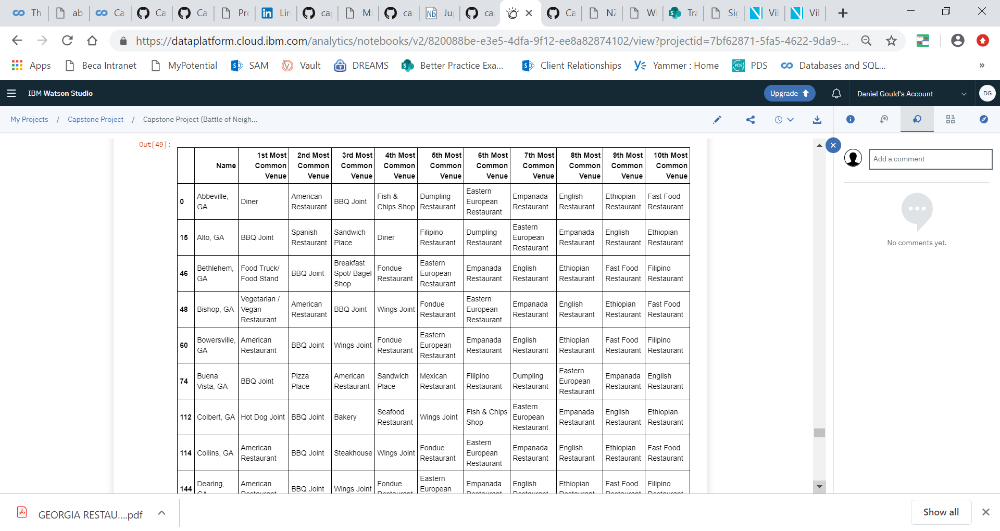 Th ab Ca Ca Ca Pre Lin ca Mi ca Ju ca Ca NZ Tra Sig Vil Vil
https://dataplatform.cloud.ibm.com/analytics/notebooks/v2/820088be-e3e5-4dfa-9f12-ee8a82874102/view?projectid=7bf62871-5fa5-4622-9da9-...
Apps Beca Intranet MyPotential SAM Vault DREAMS Better Practice Exa... Client Relationships Yammer : Home PDS Databases and SQL... »
IBM Watson Studio Upgrade Daniel Gould's Account DG
My Projects / Capstone Project / Capstone Project (Battle of Neigh...
Out[49]:
Name 1st Most Common Venue 2nd Most Common Venue 3rd Most Common Venue 4th Most Common Venue 5th Most Common Venue 6th Most Common Venue 7th Most Common Venue 8th Most Common Venue 9th Most Common Venue 10th Most Common Venue
0 Abbeville, GA Diner American Restaurant BBQ Joint Fish & Chips Shop Dumpling Restaurant Eastern European Restaurant Empanada Restaurant English Restaurant Ethiopian Restaurant Fast Food Restaurant
15 Alto, GA BBQ Joint Spanish Restaurant Sandwich Place Diner Filipino Restaurant Dumpling Restaurant Eastern European Restaurant Empanada Restaurant English Restaurant Ethiopian Restaurant
46 Bethlehem, GA Food Truck/ Food Stand BBQ Joint Breakfast Spot/ Bagel Shop Fondue Restaurant Eastern European Restaurant Empanada Restaurant English Restaurant Ethiopian Restaurant Fast Food Restaurant Filipino Restaurant
48 Bishop, GA Vegetarian / Vegan Restaurant American Restaurant BBQ Joint Wings Joint Fondue Restaurant Eastern European Restaurant Empanada Restaurant English Restaurant Ethiopian Restaurant Fast Food Restaurant
60 Bowersville, GA American Restaurant BBQ Joint Wings Joint Fondue Restaurant Eastern European Restaurant Empanada Restaurant English Restaurant Ethiopian Restaurant Fast Food Restaurant Filipino Restaurant
74 Buena Vista, GA BBQ Joint Pizza Place American Restaurant Sandwich Place Mexican Restaurant Filipino Restaurant Dumpling Restaurant Eastern European Restaurant Empanada Restaurant English Restaurant
112 Colbert, GA Hot Dog Joint BBQ Joint Bakery Seafood Restaurant Wings Joint Fish & Chips Shop Eastern European Restaurant Empanada Restaurant English Restaurant Ethiopian Restaurant
114 Collins, GA American Restaurant BBQ Joint Steakhouse Wings Joint Fondue Restaurant Eastern European Restaurant Empanada Restaurant English Restaurant Ethiopian Restaurant Fast Food Restaurant
144 Dearing, GA American Restaurant BBQ Joint Wings Joint Fondue Restaurant Eastern European Empanada Restaurant English Restaurant Ethiopian Restaurant Fast Food Restaurant Filipino Restaurant
Add a comment
No comments yet.
GEORGIA RESTAU....pdf Show all